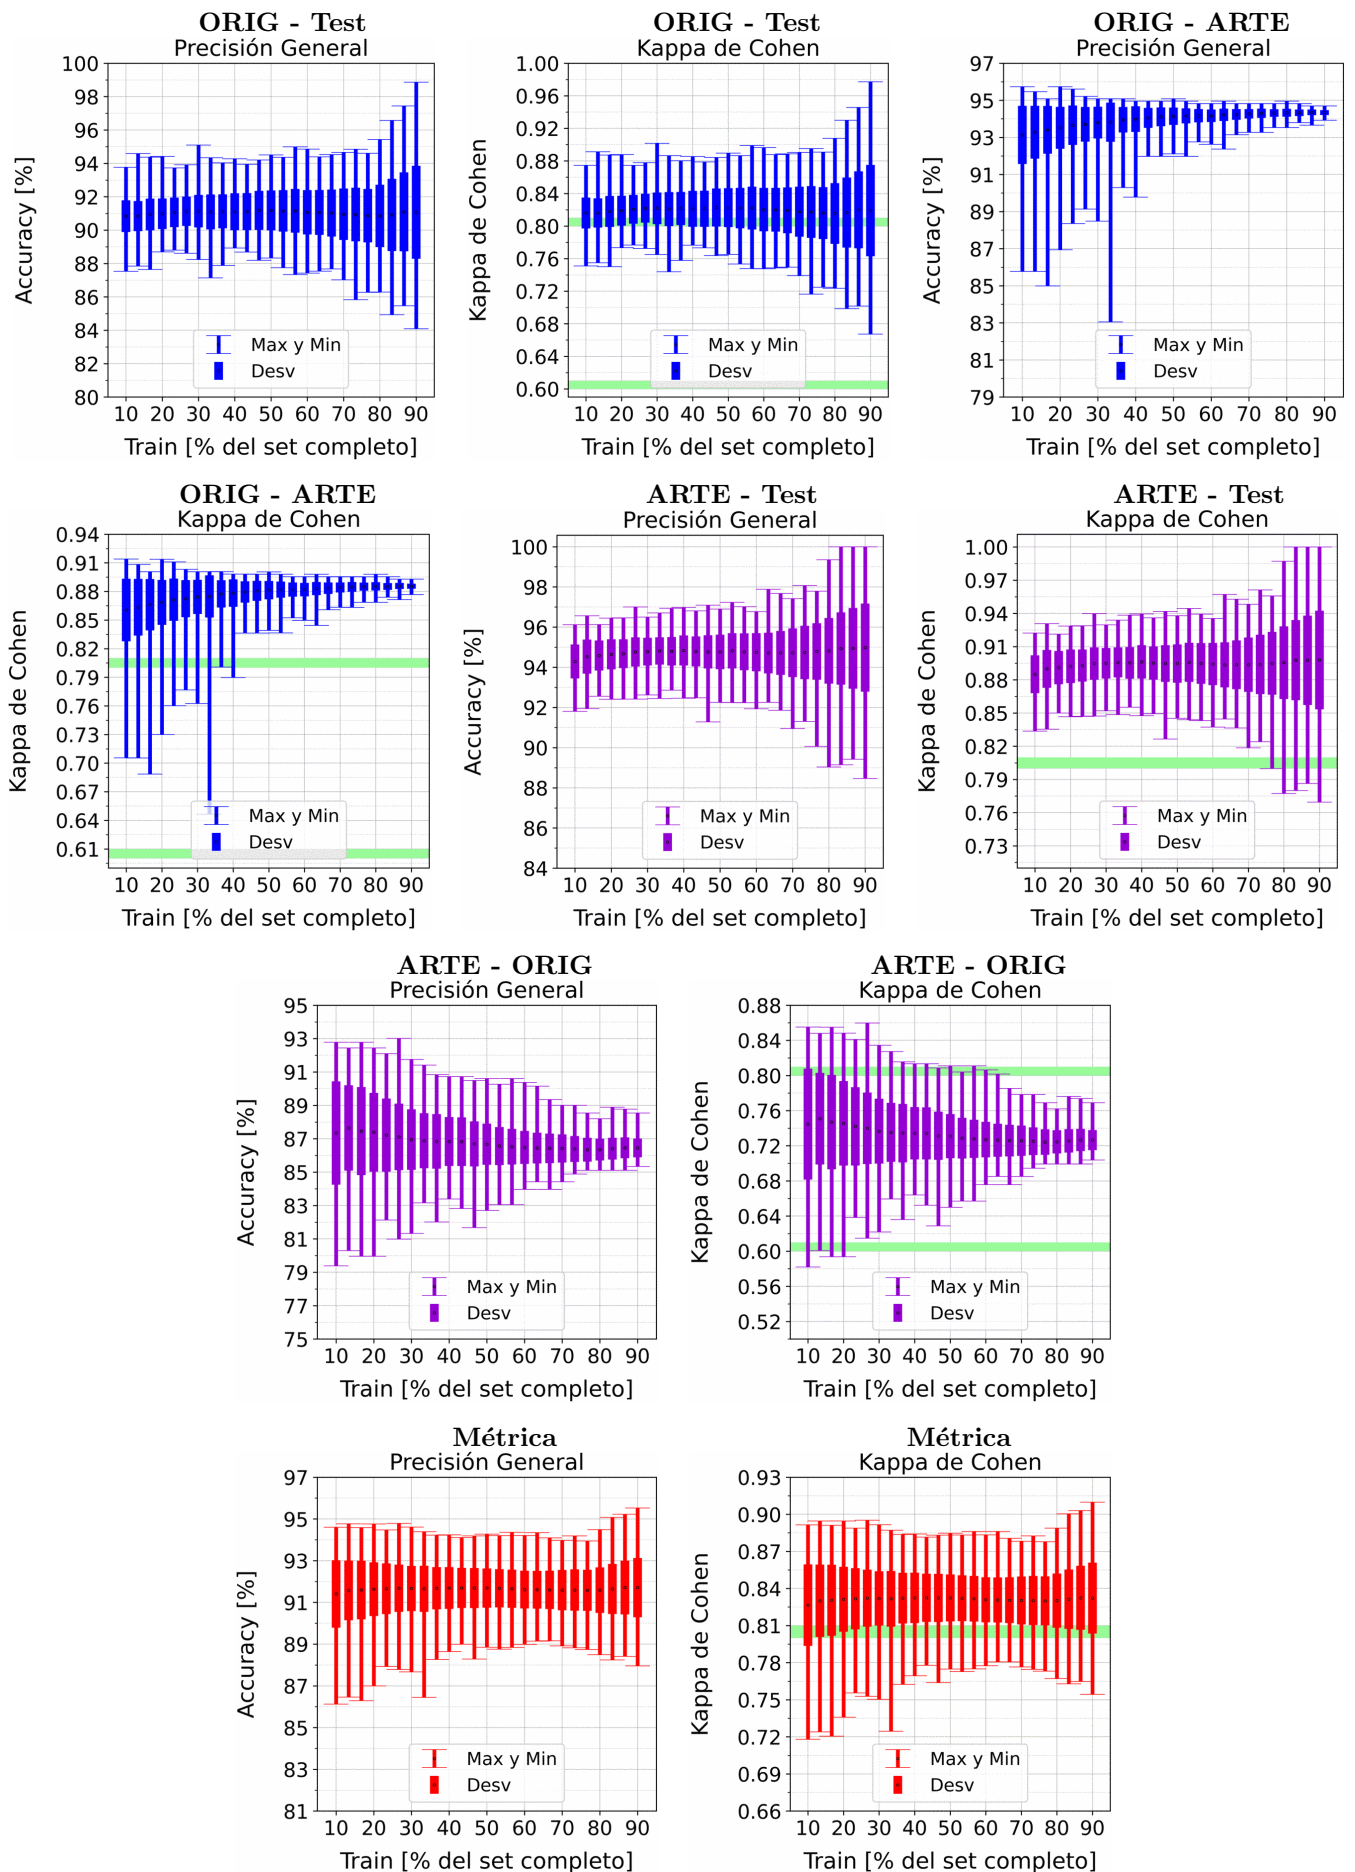 ORIG - Test
Precisión General
Accuracy [%]
100
98
96
94
92
90
88
86
84
82
80
Max y Min
Desv
10 20 30 40 50 60 70 80 90
Train [% del set completo]
ORIG - Test
Kappa de Cohen
Kappa de Cohen
1.00
0.96
0.92
0.88
0.84
0.80
0.76
0.72
0.68
0.64
0.60
Max y Min
Desv
10 20 30 40 50 60 70 80 90
Train [% del set completo]
ORIG - ARTE
Precisión General
Accuracy [%]
97
95
93
91
89
87
85
83
81
79
Max y Min
Desv
10 20 30 40 50 60 70 80 90
Train [% del set completo]
ORIG - ARTE
Kappa de Cohen
Kappa de Cohen
0.94
0.91
0.88
0.85
0.82
0.79
0.76
0.73
0.70
0.67
0.64
0.61
Max y Min
Desv
10 20 30 40 50 60 70 80 90
Train [% del set completo]
ARTE - Test
Precisión General
Accuracy [%]
100
98
96
94
92
90
88
86
84
Max y Min
Desv
10 20 30 40 50 60 70 80 90
Train [% del set completo]
ARTE - Test
Kappa de Cohen
Kappa de Cohen
1.00
0.97
0.94
0.91
0.88
0.85
0.82
0.79
0.76
0.73
Max y Min
Desv
10 20 30 40 50 60 70 80 90
Train [% del set completo]
ARTE - ORIG
Precisión General
Accuracy [%]
95
93
91
89
87
85
83
81
79
77
75
Max y Min
Desv
10 20 30 40 50 60 70 80 90
Train [% del set completo]
ARTE - ORIG
Kappa de Cohen
Kappa de Cohen
0.88
0.84
0.80
0.76
0.72
0.68
0.64
0.60
0.56
0.52
Max y Min
Desv
10 20 30 40 50 60 70 80 90
Train [% del set completo]
Métrica
Precisión General
Accuracy [%]
97
95
93
91
89
87
85
83
81
Max y Min
Desv
10 20 30 40 50 60 70 80 90
Train [% del set completo]
Métrica
Kappa de Cohen
Kappa de Cohen
0.93
0.90
0.87
0.84
0.81
0.78
0.75
0.72
0.69
0.66
Max y Min
Desv
10 20 30 40 50 60 70 80 90
Train [% del set completo]